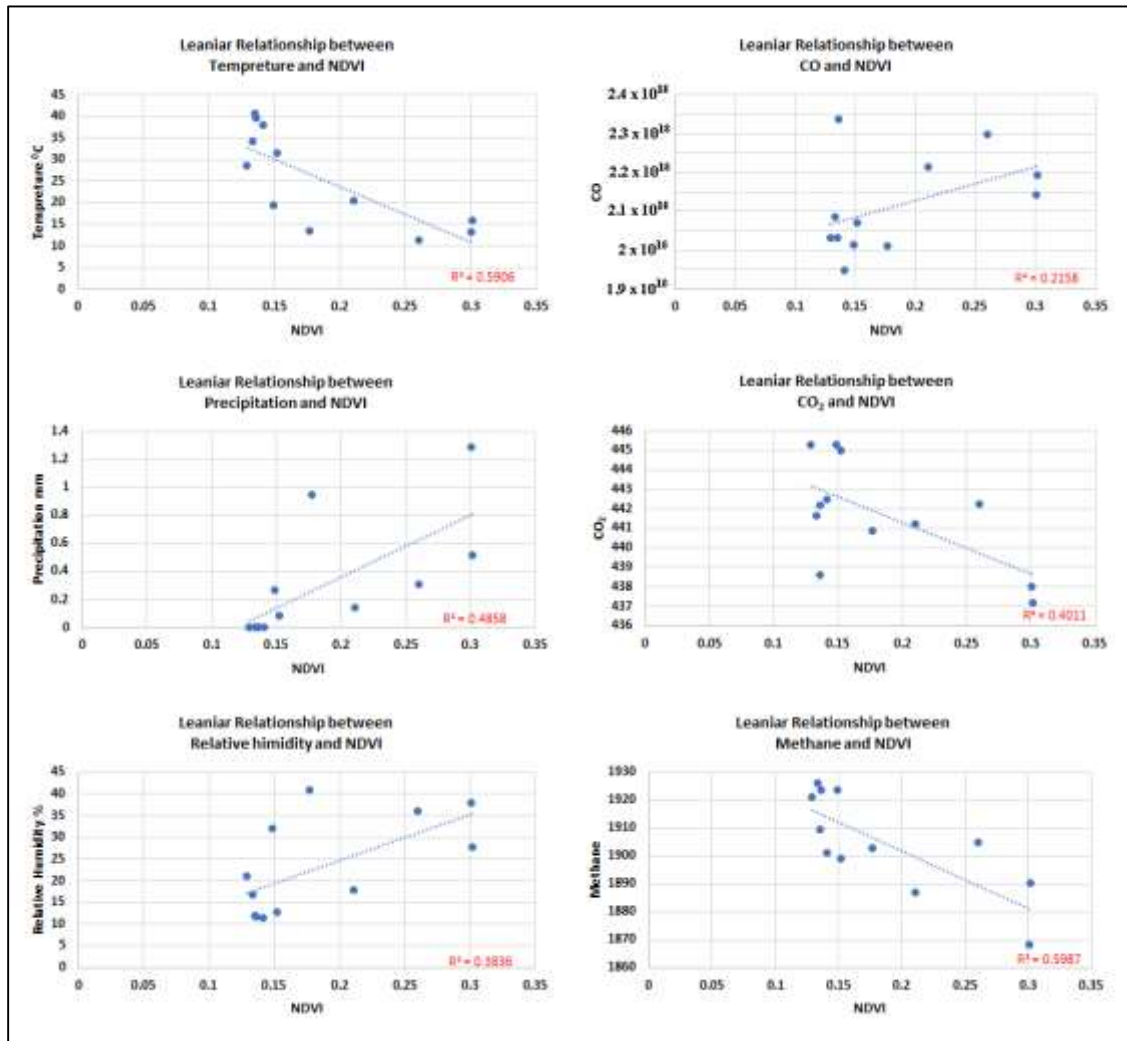 Leaniar Relationship between
Tempreture and NDVI
Tempreture ⁰C
45
40
35
30
25
20
15
10
5
0
0 0.05 0.1 0.15 0.2 0.25 0.3 0.35
NDVI
R² = 0.5906
Leaniar Relationship between
CO and NDVI
CO
2.4 x 10¹⁸
2.3 x 10¹⁸
2.2 x 10¹⁸
2.1 x 10¹⁸
2 x 10¹⁸
1.9 x 10¹⁸
0 0.05 0.1 0.15 0.2 0.25 0.3 0.35
NDVI
R² = 0.2158
Leaniar Relationship between
Precipitation and NDVI
Precipitation mm
1.4
1.2
1
0.8
0.6
0.4
0.2
0
0 0.05 0.1 0.15 0.2 0.25 0.3 0.35
NDVI
R² = 0.4858
Leaniar Relationship between
CO₂ and NDVI
CO₂
446
445
444
443
442
441
440
439
438
437
436
0 0.05 0.1 0.15 0.2 0.25 0.3 0.35
NDVI
R² = 0.4011
Leaniar Relationship between
Relative himidity and NDVI
Relative Humidity %
45
40
35
30
25
20
15
10
5
0
0 0.05 0.1 0.15 0.2 0.25 0.3 0.35
NDVI
R² = 0.3836
Leaniar Relationship between
Methane and NDVI
Methane
1930
1920
1910
1900
1890
1880
1870
1860
0 0.05 0.1 0.15 0.2 0.25 0.3 0.35
NDVI
R² = 0.5987